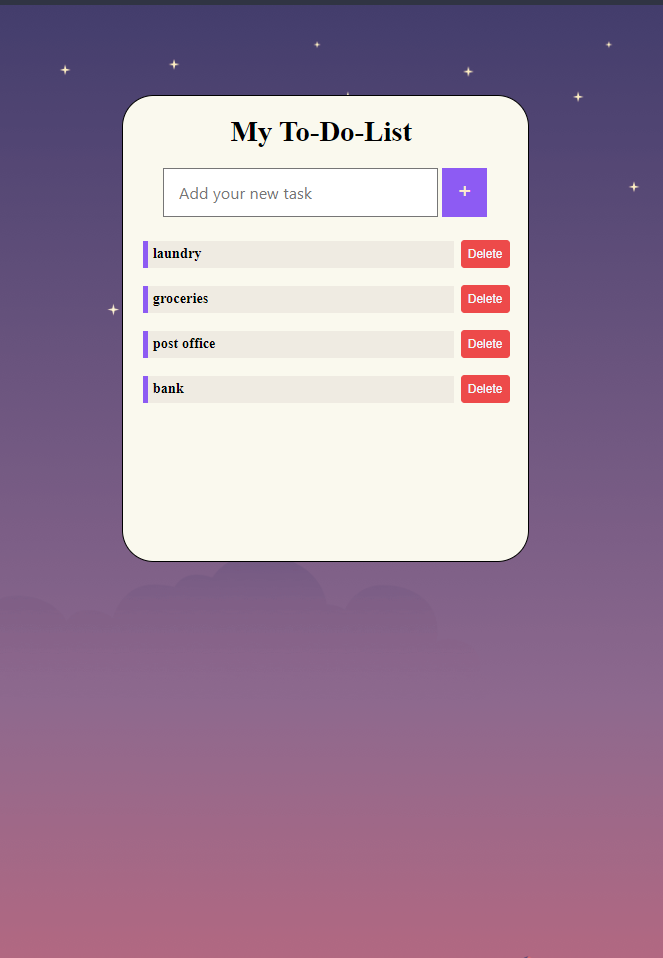 My To-Do-List
Add your new task +
laundry Delete
groceries Delete
post office Delete
bank Delete